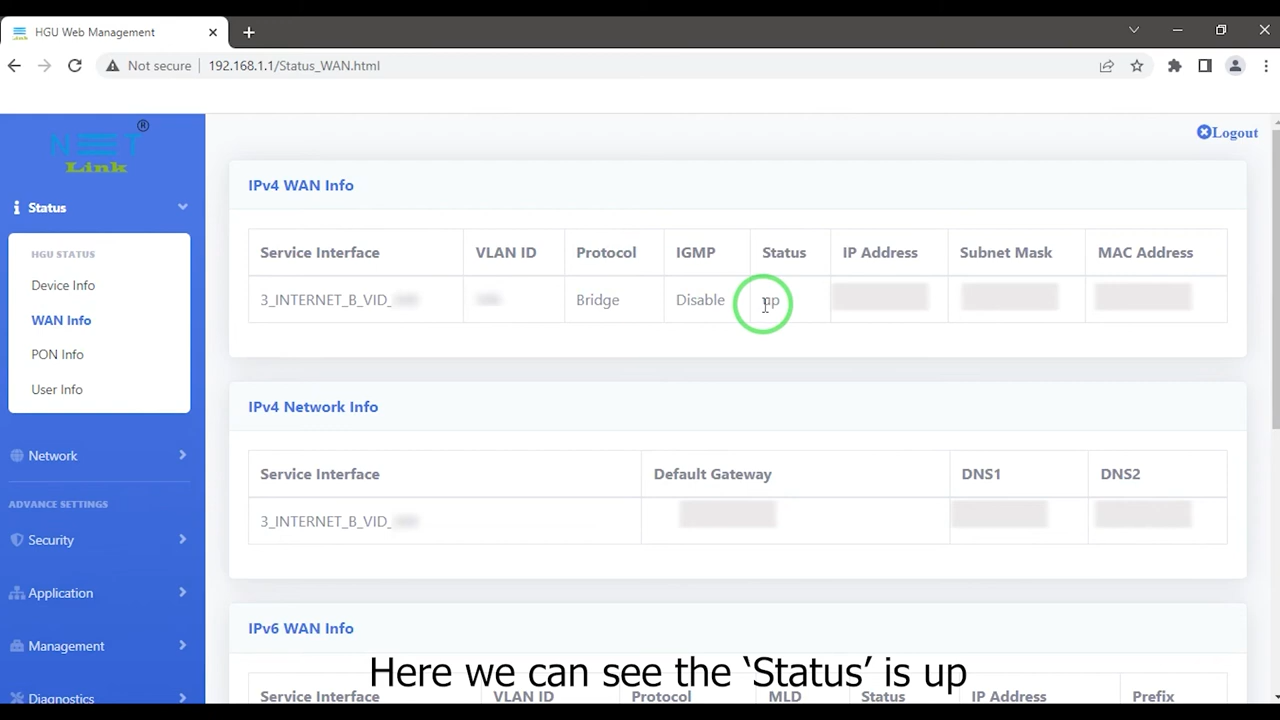 HGU Web Management
Not secure
192.168.1.1/Status_WAN.html
NET
®
Link
Logout
Status
HGU STATUS
Device Info
WAN Info
PON Info
User Info
Network
ADVANCE SETTINGS
Security
Application
Management
Diagnostics
IPv4 WAN Info
Service Interface VLAN ID Protocol IGMP Status IP Address Subnet Mask MAC Address
3_INTERNET_B_VID_ Bridge Disable up
IPv4 Network Info
Service Interface Default Gateway DNS1 DNS2
3_INTERNET_B_VID_
IPv6 WAN Info
Service Interface VLAN ID Protocol MLD Status IP Address Prefix
Here we can see the ‘Status’ is up